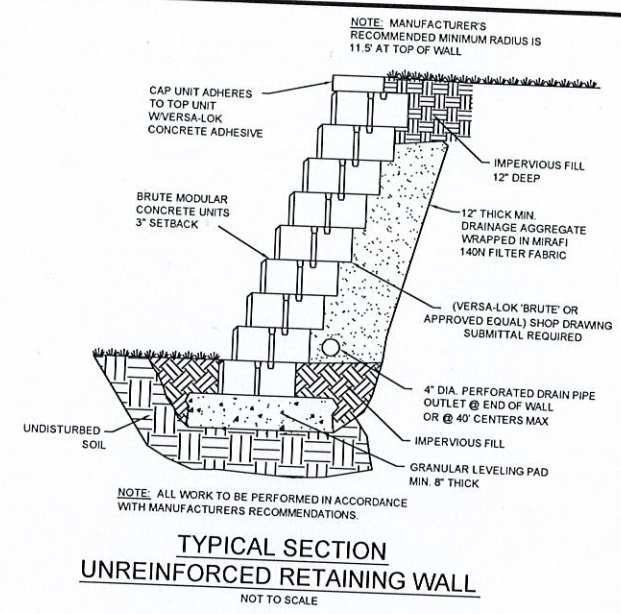 NOTE: MANUFACTURER'S
RECOMMENDED MINIMUM RADIUS IS
11.5' AT TOP OF WALL
CAP UNIT ADHERES
TO TOP UNIT
W/VERSA-LOK
CONCRETE ADHESIVE
IMPERVIOUS FILL
12" DEEP
BRUTE MODULAR
CONCRETE UNITS
3" SETBACK
12" THICK MIN.
DRAINAGE AGGREGATE
WRAPPED IN MIRAFI
140N FILTER FABRIC
(VERSA-LOK 'BRUTE' OR
APPROVED EQUAL) SHOP DRAWING
SUBMITTAL REQUIRED
4" DIA. PERFORATED DRAIN PIPE
OUTLET @ END OF WALL
OR @ 40' CENTERS MAX
UNDISTURBED
SOIL
IMPERVIOUS FILL
GRANULAR LEVELING PAD
MIN. 8" THICK
NOTE: ALL WORK TO BE PERFORMED IN ACCORDANCE
WITH MANUFACTURERS RECOMMENDATIONS.
TYPICAL SECTION
UNREINFORCED RETAINING WALL
NOT TO SCALE